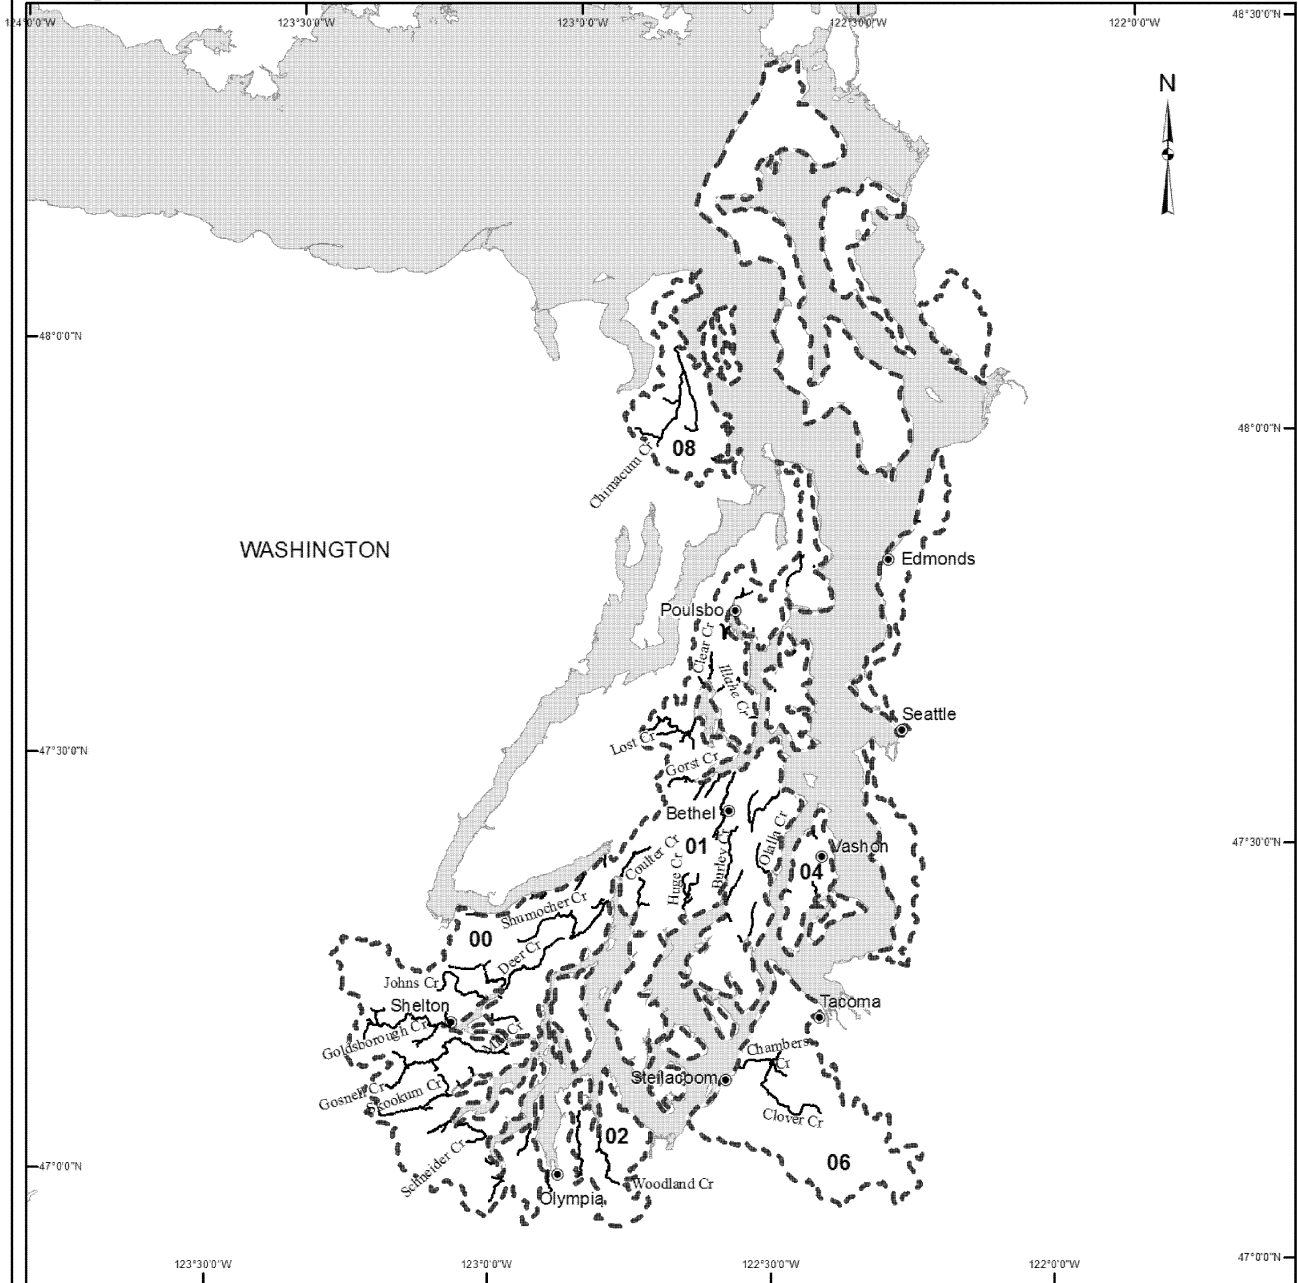 124°0'0"W
123°30'0"W
123°0'0"W
122°30'0"W
122°0'0"W
48°30'0"N
N
48°0'0"N
48°0'0"N
08
Chimacum Cr
WASHINGTON
Edmonds
Poulsbo
Clear Cr
Illahe Cr
Seattle
Lost Cr
47°30'0"N
Gorst Cr
Bethel
Olalla Cr
47°30'0"N
01
Vashon
Coulter Cr
Huge Cr
Burley Cr
04
Shumocher Cr
00
Deer Cr
Johns Cr
Shelton
Tacoma
Goldsborough Cr
Mill Cr
Chambers
Cr
Steilacoom
Gosnell Cr
Skookum Cr
Clover Cr
02
Schneider Cr
06
47°0'0"N
Woodland Cr
Olympia
47°0'0"N
123°30'0"W
123°0'0"W
122°30'0"W
122°0'0"W